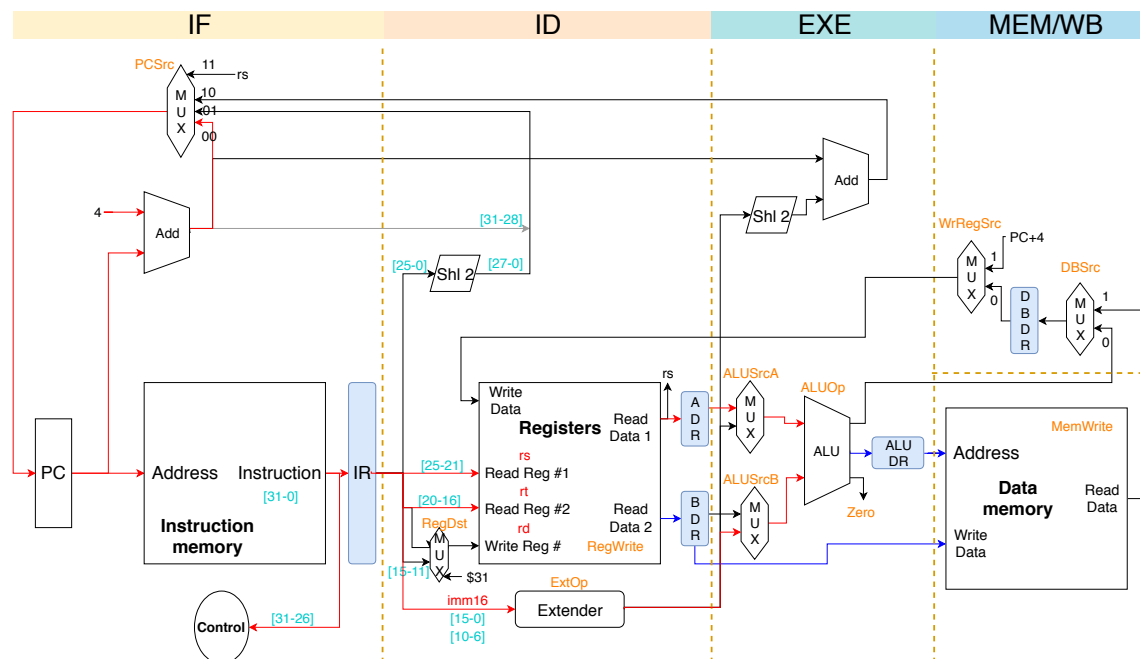 IF
ID
EXE
MEM/WB
PCSrc
11
rs
M
U
X
10
01
00
4
Add
[31-28]
[25-0]
Shl 2
[27-0]
Add
Shl 2
WrRegSrc
PC+4
M
U
X
1
0
D
B
D
R
DBSrc
M
U
X
1
0
PC
Address
Instruction
[31-0]
Instruction
memory
IR
Control
[31-26]
Write
Data
Registers
Read
Data 1
rs
rs
[25-21]
Read Reg #1
rt
[20-16]
Read Reg #2
rd
Write Reg #
Read
Data 2
RegWrite
RegDst
M
U
X
[15-11]
$31
imm16
[15-0]
[10-6]
ExtOp
Extender
A
D
R
B
D
R
ALUSrcA
M
U
X
ALUSrcB
M
U
X
ALUOp
ALU
Zero
ALU
DR
MemWrite
Address
Data
memory
Read
Data
Write
Data